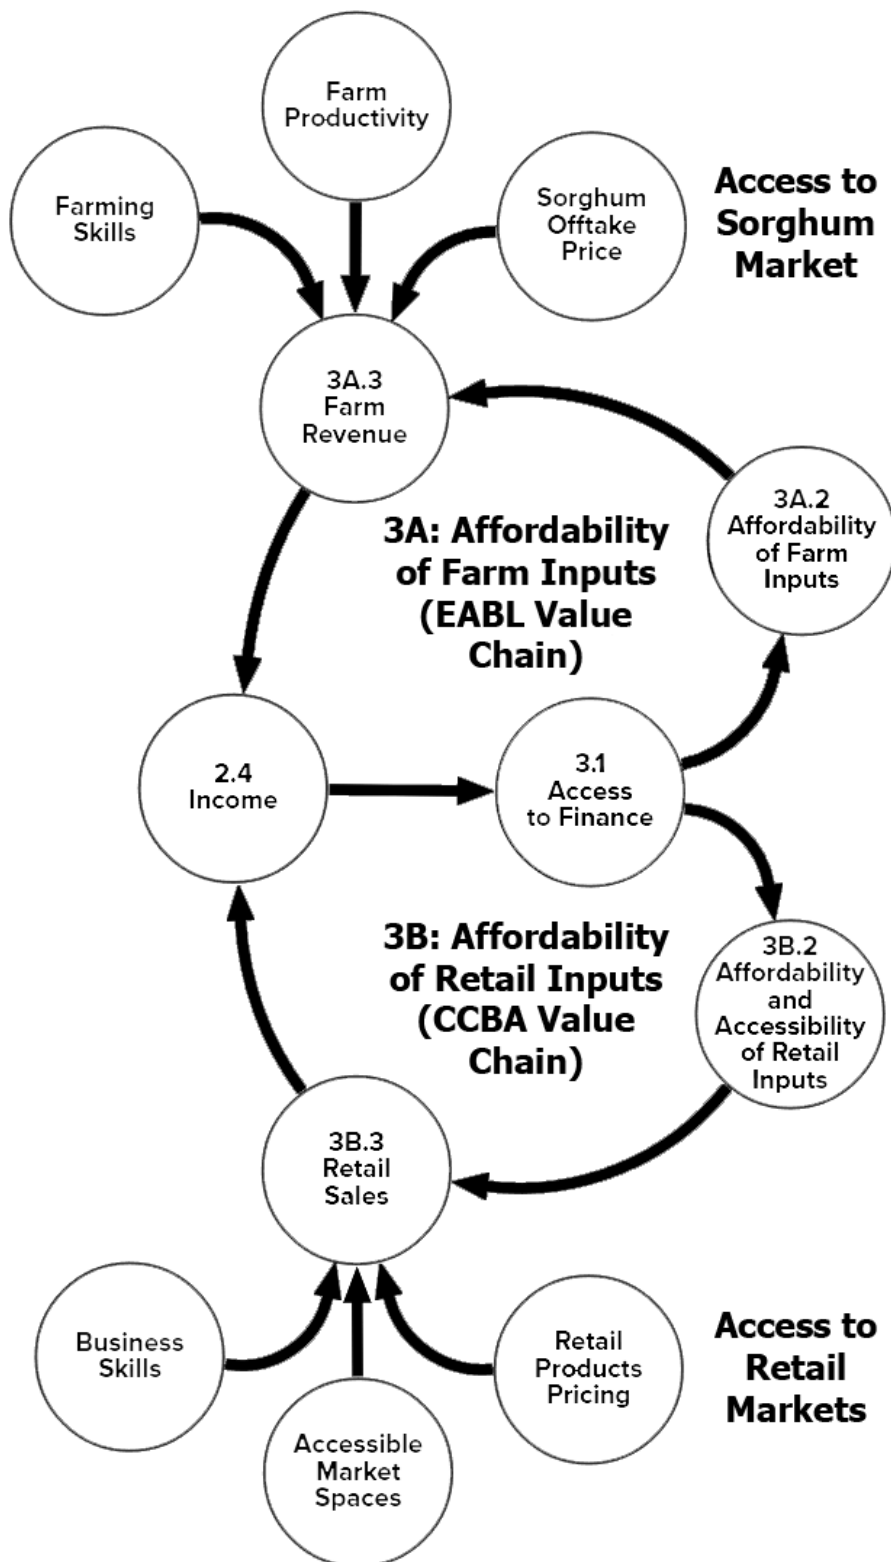 Farm
Productivity
Farming
Skills
Sorghum
Offtake
Price
Access to
Sorghum
Market
3A.3
Farm
Revenue
3A.2
Affordability
of Farm
Inputs
3A: Affordability
of Farm Inputs
(EABL Value
Chain)
2.4
Income
3.1
Access
to Finance
3B: Affordability
of Retail Inputs
(CCBA Value
Chain)
3B.2
Affordability
and
Accessibility
of Retail
Inputs
3B.3
Retail
Sales
Business
Skills
Accessible
Market
Spaces
Retail
Products
Pricing
Access to
Retail
Markets